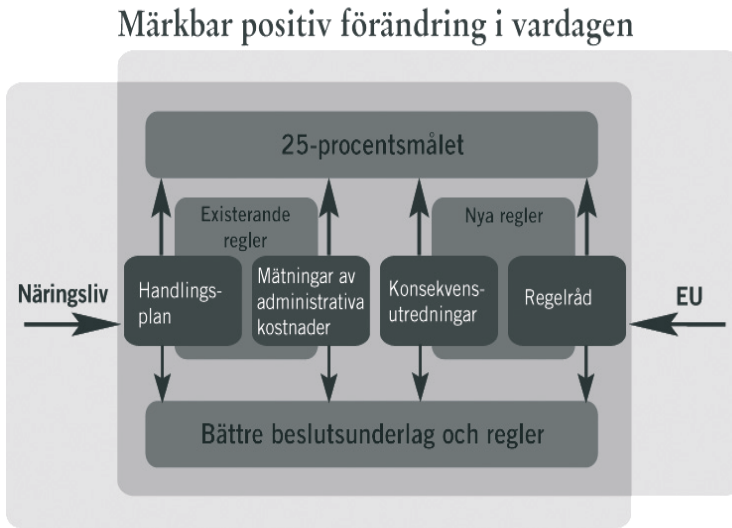 Märkbar positiv förändring i vardagen
25-procentsmålet
Existerande
regler
Nya regler
Näringsliv
Handlings-
plan
Mätningar av
administrativa
kostnader
Konsekvens-
utredningar
Regelråd
EU
Bättre beslutsunderlag och regler